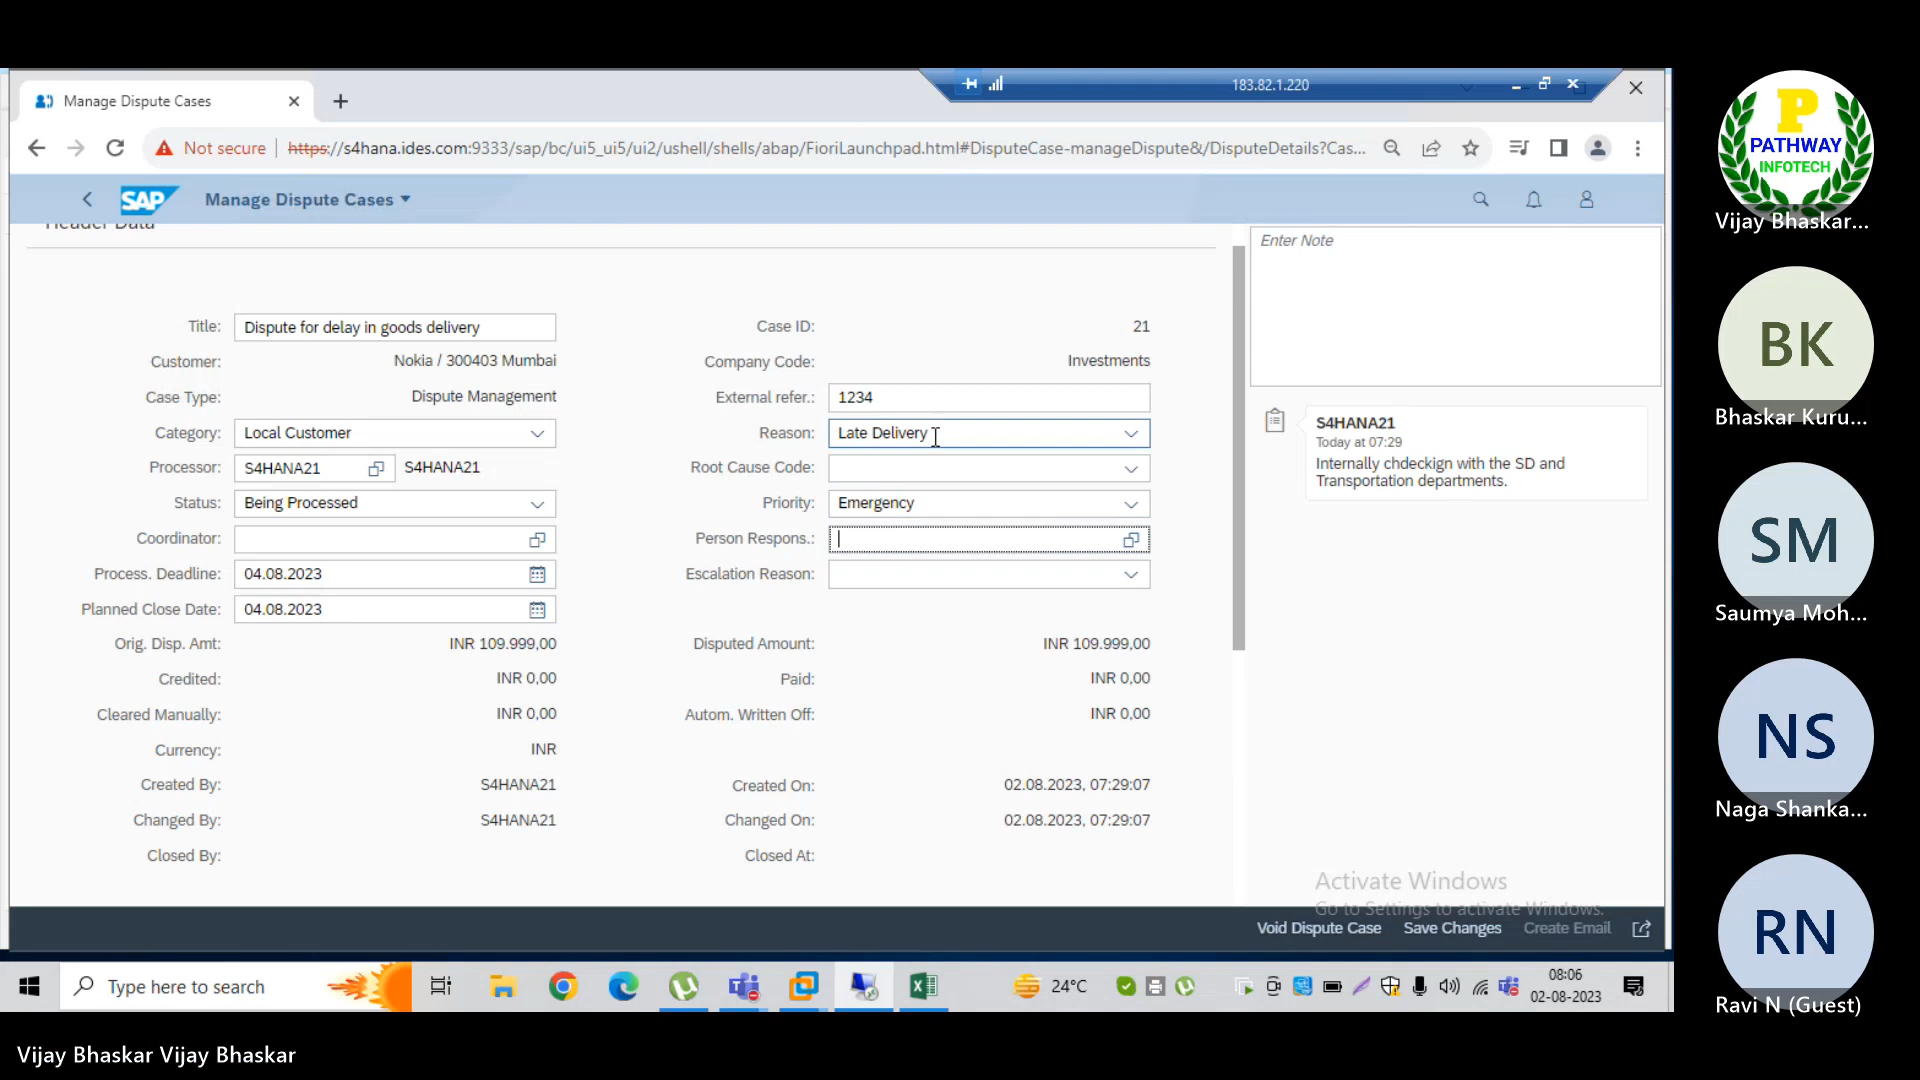 183.82.1.220
Manage Dispute Cases
Not secure
https://s4hana.ides.com:9333/sap/bc/ui5_ui5/ui2/ushell/shells/abap/FioriLaunchpad.html#DisputeCase-manageDispute&/DisputeDetails?Cas...
SAP
Manage Dispute Cases
Header Data
Title: Dispute for delay in goods delivery
Case ID: 21
Customer: Nokia / 300403 Mumbai
Company Code: Investments
Case Type: Dispute Management
External refer.: 1234
Category: Local Customer
Reason: Late Delivery
Processor: S4HANA21 S4HANA21
Root Cause Code:
Status: Being Processed
Priority: Emergency
Coordinator:
Person Respons.:
Process. Deadline: 04.08.2023
Escalation Reason:
Planned Close Date: 04.08.2023
Orig. Disp. Amt: INR 109.999,00
Disputed Amount: INR 109.999,00
Credited: INR 0,00
Paid: INR 0,00
Cleared Manually: INR 0,00
Autom. Written Off: INR 0,00
Currency: INR
Created By: S4HANA21
Created On: 02.08.2023, 07:29:07
Changed By: S4HANA21
Changed On: 02.08.2023, 07:29:07
Closed By:
Closed At:
Enter Note
S4HANA21
Today at 07:29
Internally chdeckign with the SD and
Transportation departments.
Activate Windows
Go to Settings to activate Windows.
Void Dispute Case
Save Changes
Create Email
Type here to search
24°C
08:06
02-08-2023
P
PATHWAY
INFOTECH
Vijay Bhaskar...
BK
Bhaskar Kuru...
SM
Saumya Moh...
NS
Naga Shanka...
RN
Ravi N (Guest)
Vijay Bhaskar Vijay Bhaskar